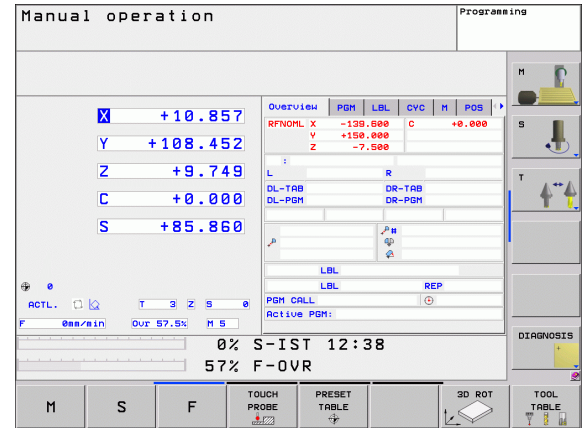 Manual operation
Programming
Overview PGM LBL CYC M POS
M
X +10.857
Y +108.452
Z +9.749
C +0.000
S +85.860
RFNOML X -139.500 C +0.000
Y +150.000
Z -7.500
:
L R
DL-TAB DR-TAB
DL-PGM DR-PGM
S
T
LBL
LBL REP
PGM CALL
Active PGM:
0
ACTL. T 3 Z S 0
F 0mm/min Ovr 57.5% M 5
0% S-IST 12:38
57% F-OVR
DIAGNOSIS
M S F TOUCH PROBE PRESET TABLE 3D ROT TOOL TABLE